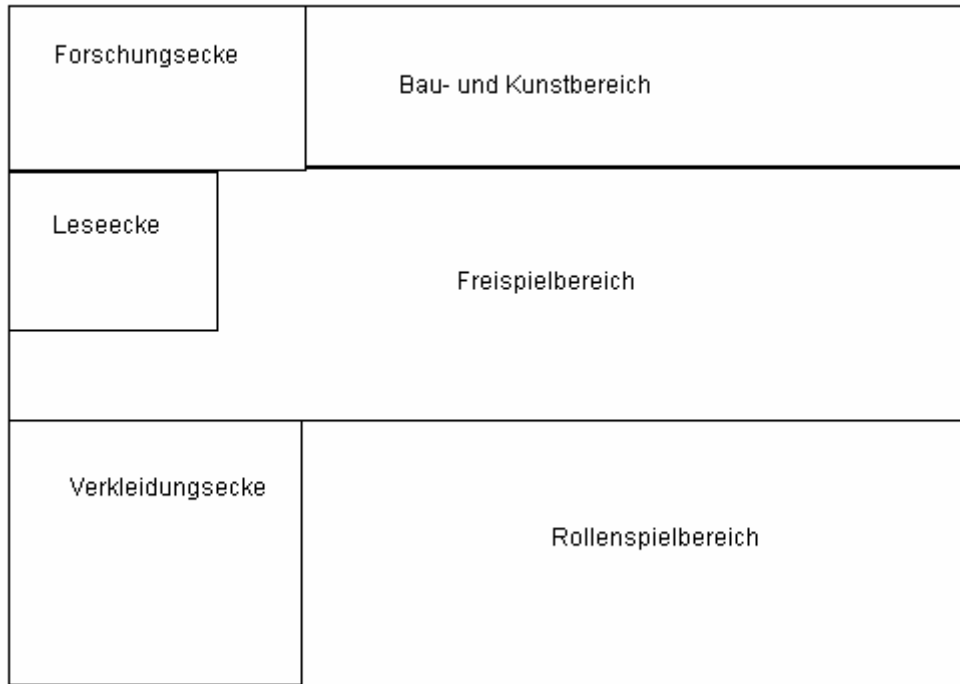 Forschungsecke
Bau- und Kunstbereich
Leseecke
Freispielbereich
Verkleidungsecke
Rollenspielbereich